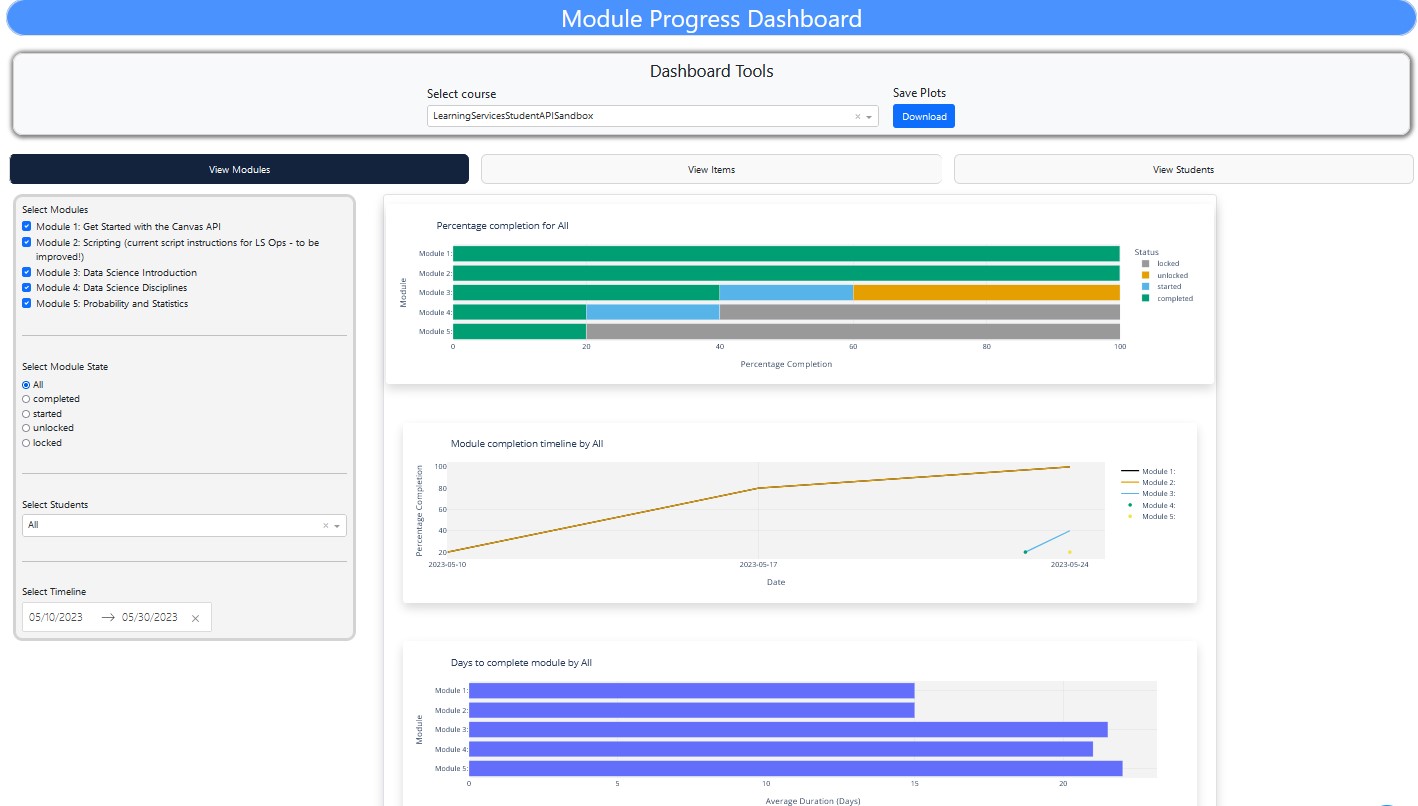 Module Progress Dashboard
Dashboard Tools
Select course
LearningServicesStudentAPISandbox
Save Plots
Download
View Modules
View Items
View Students
Select Modules
Module 1: Get Started with the Canvas API
Module 2: Scripting (current script instructions for LS Ops - to be
improved!)
Module 3: Data Science Introduction
Module 4: Data Science Disciplines
Module 5: Probability and Statistics
Select Module State
All
completed
started
unlocked
locked
Select Students
All
Select Timeline
05/10/2023 → 05/30/2023
Percentage completion for All
Module
Module 1:
Module 2:
Module 3:
Module 4:
Module 5:
0 20 40 60 80 100
Percentage Completion
Status
locked
unlocked
started
completed
Module completion timeline by All
Percentage Completion
100
80
60
40
20
2023-05-10 2023-05-17 2023-05-24
Date
Module 1:
Module 2:
Module 3:
Module 4:
Module 5:
Days to complete module by All
Module
Module 1:
Module 2:
Module 3:
Module 4:
Module 5:
0 5 10 15 20
Average Duration (Days)